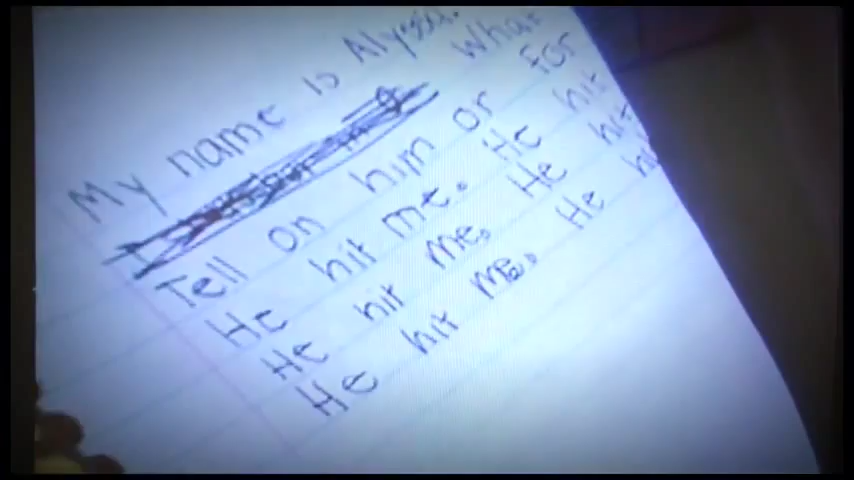 My name is Alyssa. What
Tell on him or for
He hit me. He hit
He hit me. He hit
He hit me. He hi